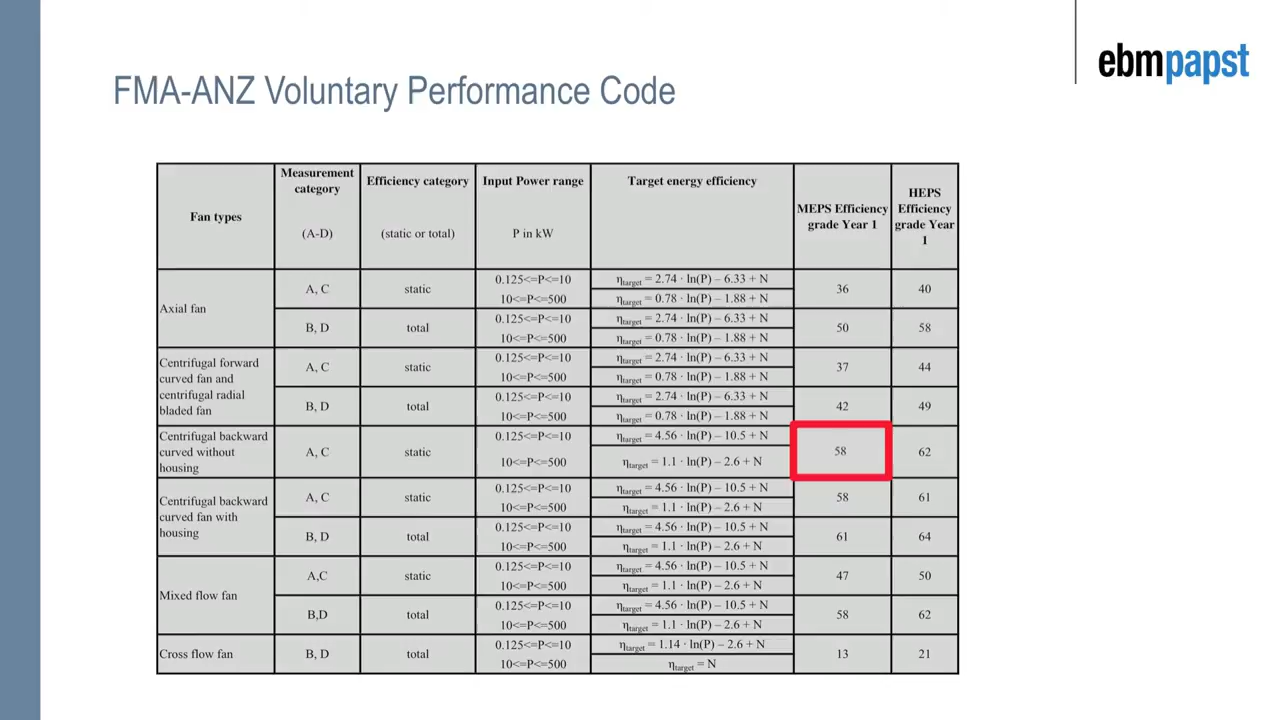 ebmpapst
FMA-ANZ Voluntary Performance Code
Fan types
Measurement
category
(A-D)
Efficiency category
(static or total)
Input Power range
P in kW
Target energy efficiency
MEPS Efficiency
grade Year 1
HEPS
Efficiency
grade Year
1
Axial fan
A, C
static
0.125<=P<=10
ηtarget = 2.74 · ln(P) – 6.33 + N
10<=P<=500
ηtarget = 0.78 · ln(P) – 1.88 + N
36
40
B, D
total
0.125<=P<=10
ηtarget = 2.74 · ln(P) – 6.33 + N
10<=P<=500
ηtarget = 0.78 · ln(P) – 1.88 + N
50
58
Centrifugal forward
curved fan and
centrifugal radial
bladed fan
A, C
static
0.125<=P<=10
ηtarget = 2.74 · ln(P) – 6.33 + N
10<=P<=500
ηtarget = 0.78 · ln(P) – 1.88 + N
37
44
B, D
total
0.125<=P<=10
ηtarget = 2.74 · ln(P) – 6.33 + N
10<=P<=500
ηtarget = 0.78 · ln(P) – 1.88 + N
42
49
Centrifugal backward
curved without
housing
A, C
static
0.125<=P<=10
ηtarget = 4.56 · ln(P) – 10.5 + N
10<=P<=500
ηtarget = 1.1 · ln(P) – 2.6 + N
58
62
Centrifugal backward
curved fan with
housing
A, C
static
0.125<=P<=10
ηtarget = 4.56 · ln(P) – 10.5 + N
10<=P<=500
ηtarget = 1.1 · ln(P) – 2.6 + N
58
61
B, D
total
0.125<=P<=10
ηtarget = 4.56 · ln(P) – 10.5 + N
10<=P<=500
ηtarget = 1.1 · ln(P) – 2.6 + N
61
64
Mixed flow fan
A,C
static
0.125<=P<=10
ηtarget = 4.56 · ln(P) – 10.5 + N
10<=P<=500
ηtarget = 1.1 · ln(P) – 2.6 + N
47
50
B,D
total
0.125<=P<=10
ηtarget = 4.56 · ln(P) – 10.5 + N
10<=P<=500
ηtarget = 1.1 · ln(P) – 2.6 + N
58
62
Cross flow fan
B, D
total
0.125<=P<=10
ηtarget = 1.14 · ln(P) – 2.6 + N
10<=P<=500
ηtarget = N
13
21